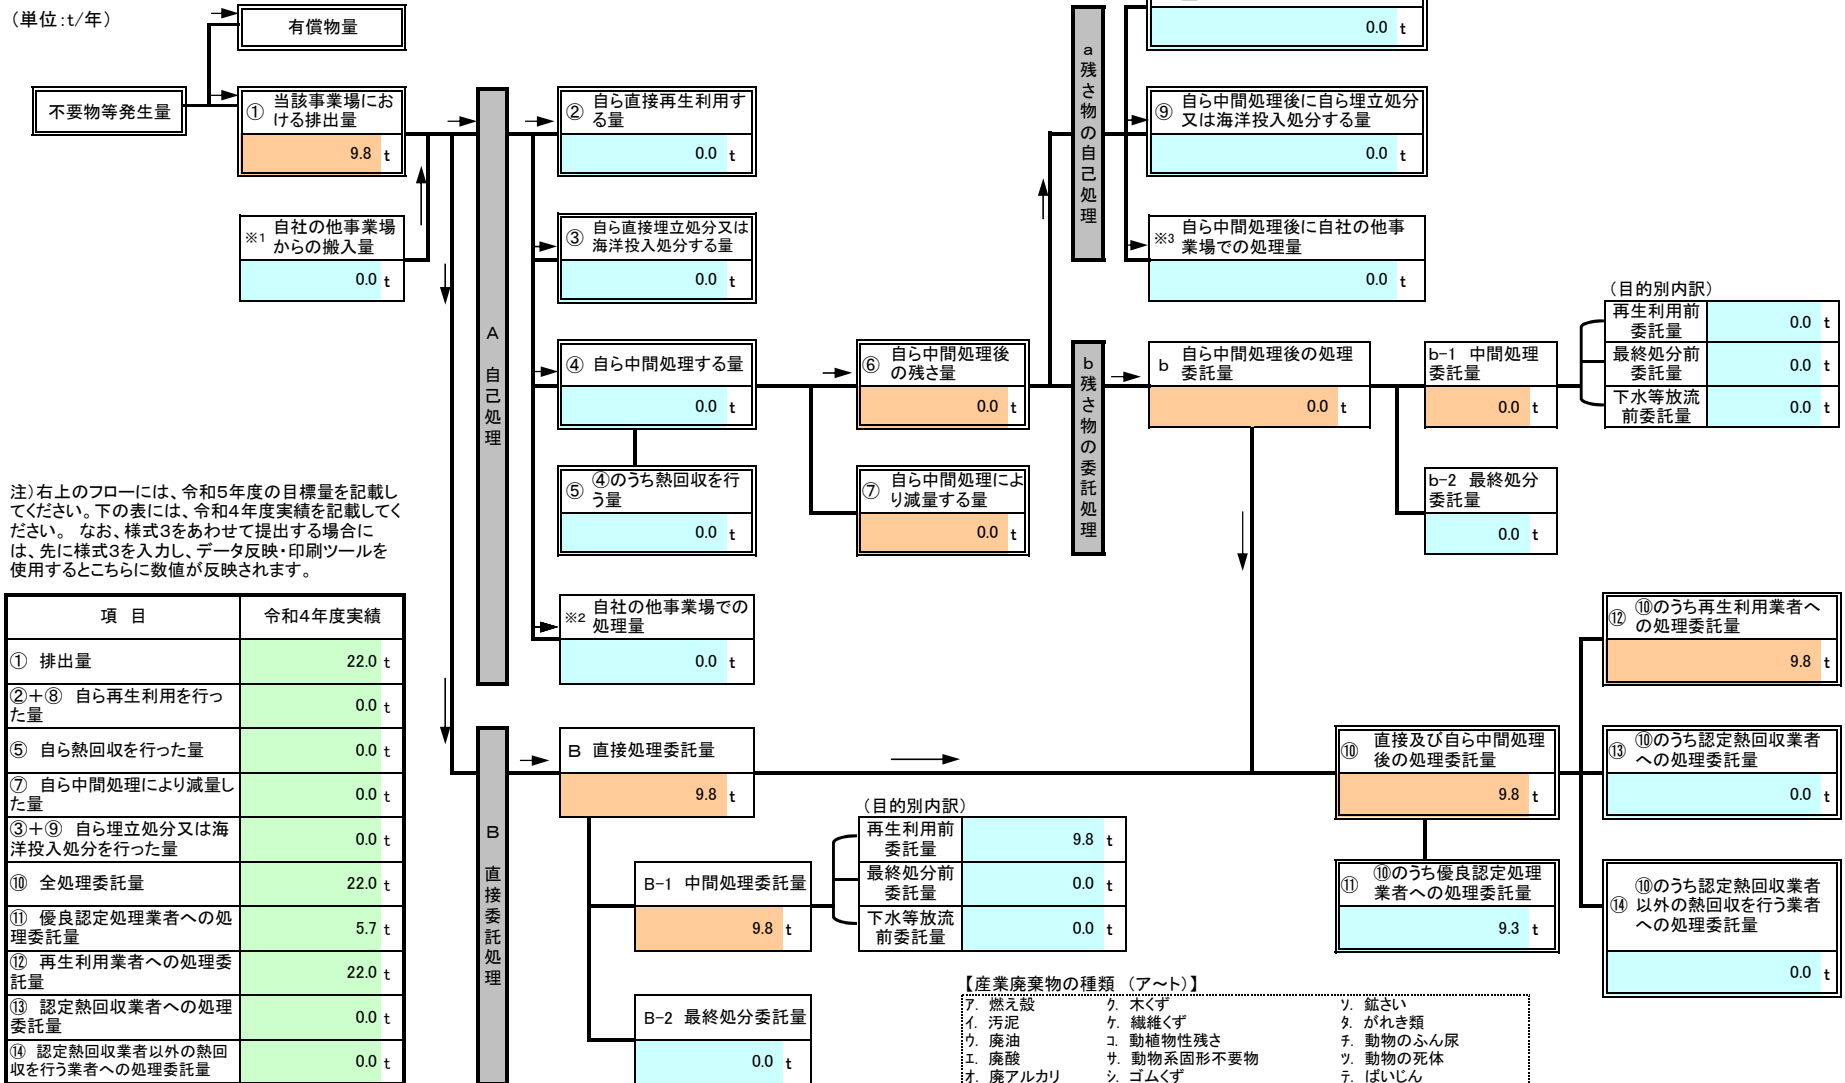 (単位:t/年)
有償物量
不要物等発生量
① 当該事業場にお
ける排出量
9.8 t
※1 自社の他事業場
からの搬入量
0.0 t
A 自己処理
② 自ら直接再生利用す
る量
0.0 t
③ 自ら直接埋立処分又は
海洋投入処分する量
0.0 t
④ 自ら中間処理する量
0.0 t
⑤ ④のうち熱回収を行
う量
0.0 t
※2 自社の他事業場での
処理量
0.0 t
⑥ 自ら中間処理後
の残さ量
0.0 t
⑦ 自ら中間処理によ
り減量する量
0.0 t
a 残さ物の自己処理
0.0 t
⑨ 自ら中間処理後に自ら埋立処分
又は海洋投入処分する量
0.0 t
※3 自ら中間処理後に自社の他事
業場での処理量
0.0 t
b 残さ物の委託処理
b 自ら中間処理後の処理
委託量
0.0 t
b-1 中間処理
委託量
0.0 t
b-2 最終処分
委託量
0.0 t
(目的別内訳)
再生利用前
委託量
0.0 t
最終処分前
委託量
0.0 t
下水等放流
前委託量
0.0 t
注)右上のフローには、令和5年度の目標量を記載し
てください。下の表には、令和4年度実績を記載してく
ださい。 なお、様式3をあわせて提出する場合に
は、先に様式3を入力し、データ反映・印刷ツールを
使用するとこちらに数値が反映されます。
項 目 令和4年度実績
① 排出量 22.0 t
②+⑧ 自ら再生利用を行っ
た量 0.0 t
⑤ 自ら熱回収を行った量 0.0 t
⑦ 自ら中間処理により減量し
た量 0.0 t
③+⑨ 自ら埋立処分又は海
洋投入処分を行った量 0.0 t
⑩ 全処理委託量 22.0 t
⑪ 優良認定処理業者への処
理委託量 5.7 t
⑫ 再生利用業者への処理委
託量 22.0 t
⑬ 認定熱回収業者への処理
委託量 0.0 t
⑭ 認定熱回収業者以外の熱回
収を行う業者への処理委託量 0.0 t
B 直接委託処理
B 直接処理委託量
9.8 t
B-1 中間処理委託量
9.8 t
B-2 最終処分委託量
0.0 t
(目的別内訳)
再生利用前
委託量
9.8 t
最終処分前
委託量
0.0 t
下水等放流
前委託量
0.0 t
⑩ 直接及び自ら中間処理
後の処理委託量
9.8 t
⑪ ⑩のうち優良認定処理
業者への処理委託量
9.3 t
⑫ ⑩のうち再生利用業者へ
の処理委託量
9.8 t
⑬ ⑩のうち認定熱回収業者
への処理委託量
0.0 t
⑭ ⑩のうち認定熱回収業者
以外の熱回収を行う業者
への処理委託量
0.0 t
【産業廃棄物の種類 (ア~ト)】
ア. 燃え殻 ク. 木くず ソ. 鉱さい
イ. 汚泥 ケ. 繊維くず タ. がれき類
ウ. 廃油 コ. 動植物性残さ チ. 動物のふん尿
エ. 廃酸 サ. 動物系固形不要物 ツ. 動物の死体
オ. 廃アルカリ シ. ゴムくず テ. ばいじん